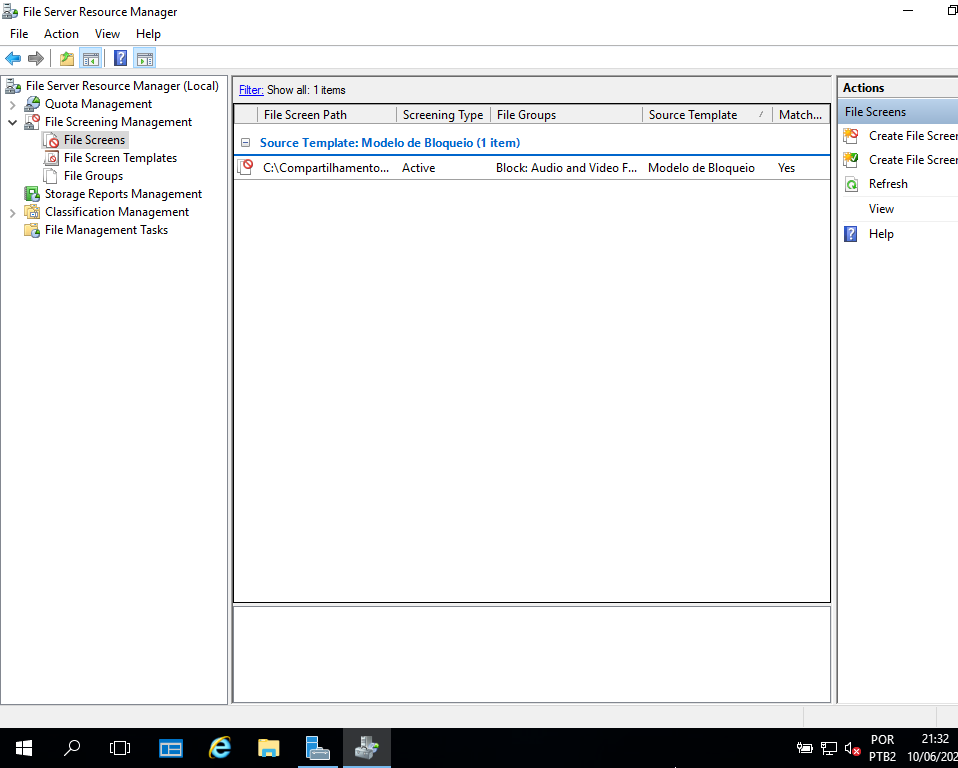 File Server Resource Manager
File Action View Help
File Server Resource Manager (Local)
Quota Management
File Screening Management
File Screens
File Screen Templates
File Groups
Storage Reports Management
Classification Management
File Management Tasks
Filter: Show all: 1 items
File Screen Path Screening Type File Groups Source Template Match...
Source Template: Modelo de Bloqueio (1 item)
C:\Compartilhamento... Active Block: Audio and Video F... Modelo de Bloqueio Yes
Actions
File Screens
Create File Screen
Create File Screen
Refresh
View
Help
POR
PTB2
21:32
10/06/202